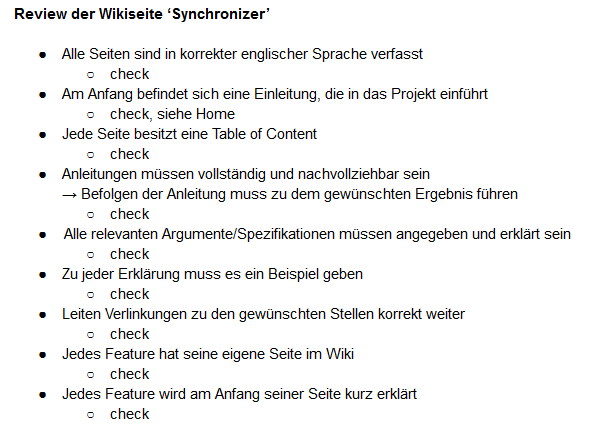 Review der Wikiseite ‘Synchronizer’
● Alle Seiten sind in korrekter englischer Sprache verfasst
○ check
● Am Anfang befindet sich eine Einleitung, die in das Projekt einführt
○ check, siehe Home
● Jede Seite besitzt eine Table of Content
○ check
● Anleitungen müssen vollständig und nachvollziehbar sein
→ Befolgen der Anleitung muss zu dem gewünschten Ergebnis führen
○ check
● Alle relevanten Argumente/Spezifikationen müssen angegeben und erklärt sein
○ check
● Zu jeder Erklärung muss es ein Beispiel geben
○ check
● Leiten Verlinkungen zu den gewünschten Stellen korrekt weiter
○ check
● Jedes Feature hat seine eigene Seite im Wiki
○ check
● Jedes Feature wird am Anfang seiner Seite kurz erklärt
○ check